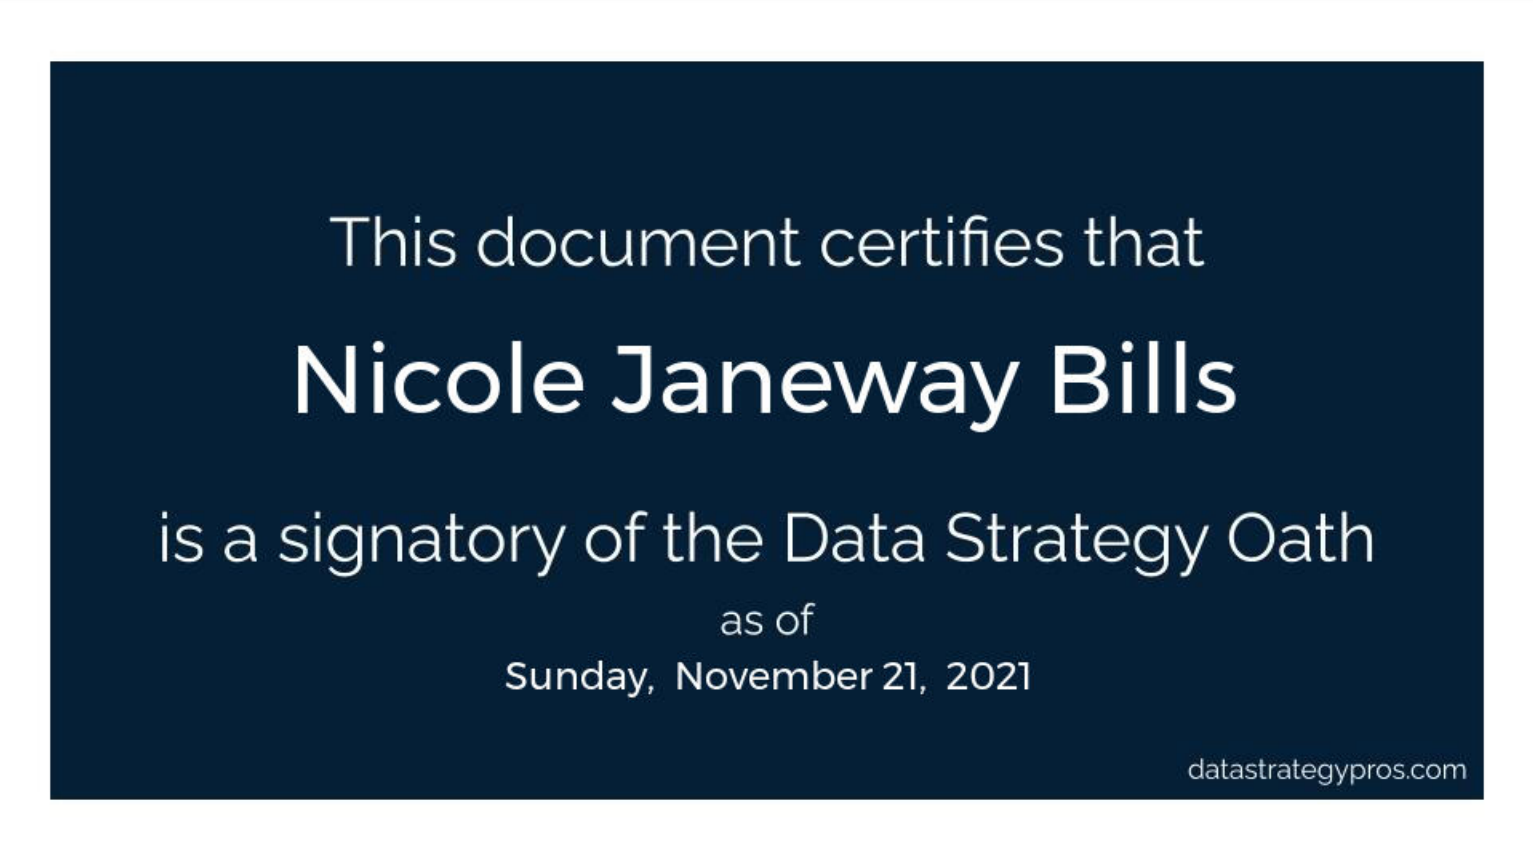 This document certifies that
Nicole Janeway Bills
is a signatory of the Data Strategy Oath
as of
Sunday, November 21, 2021
datastrategypros.com